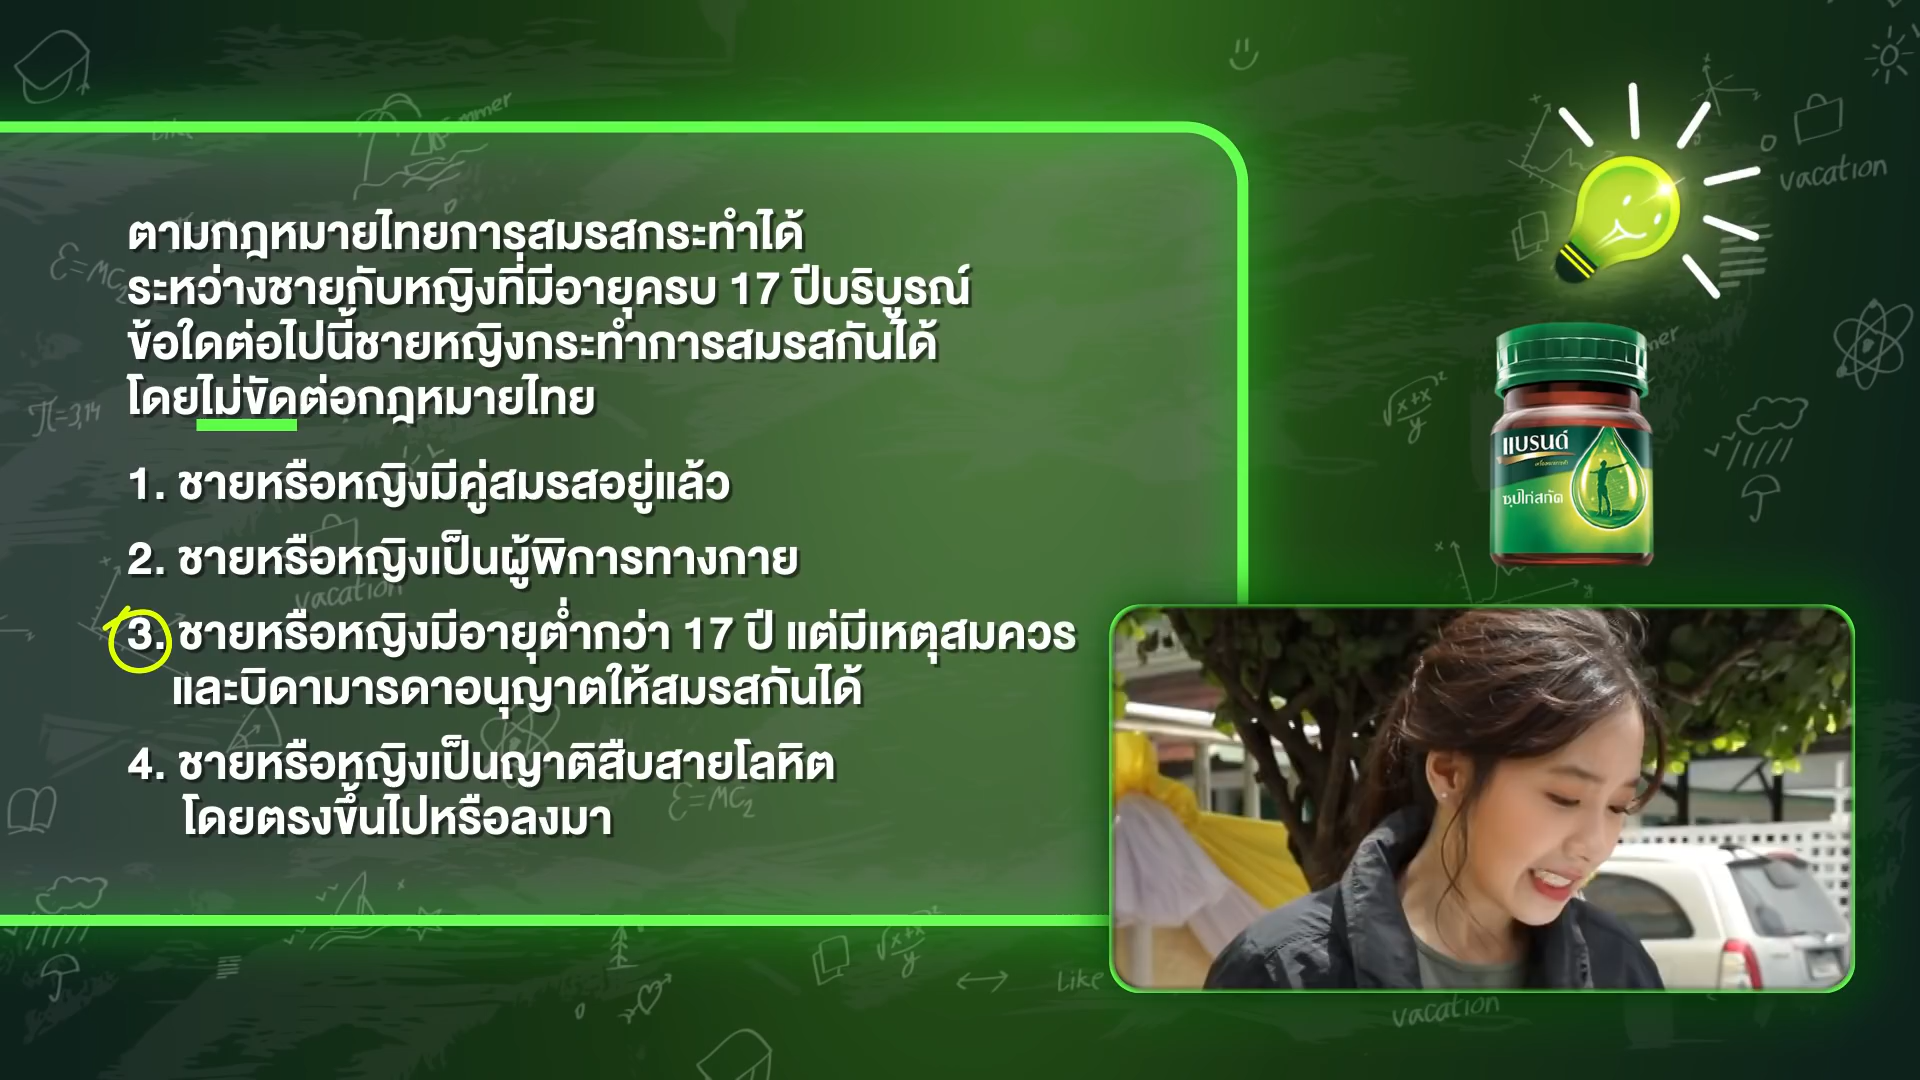 ตามกฎหมายไทยการสมรสกระทำได้
ระหว่างชายกับหญิงที่มีอายุครบ 17 ปีบริบูรณ์
ข้อใดต่อไปนี้ชายหญิงกระทำการสมรสกันได้
โดยไม่ขัดต่อกฎหมายไทย
1. ชายหรือหญิงมีคู่สมรสอยู่แล้ว
2. ชายหรือหญิงเป็นผู้พิการทางกาย
3. ชายหรือหญิงมีอายุต่ำกว่า 17 ปี แต่มีเหตุสมควร
และบิดามารดาอนุญาตให้สมรสกันได้
4. ชายหรือหญิงเป็นญาติสืบสายโลหิต
โดยตรงขึ้นไปหรือลงมา
แบรนด์
ซุปไก่สกัด
vacation
vacation
vacation
Like
π=3,14
ε=MC2
ε=MC2